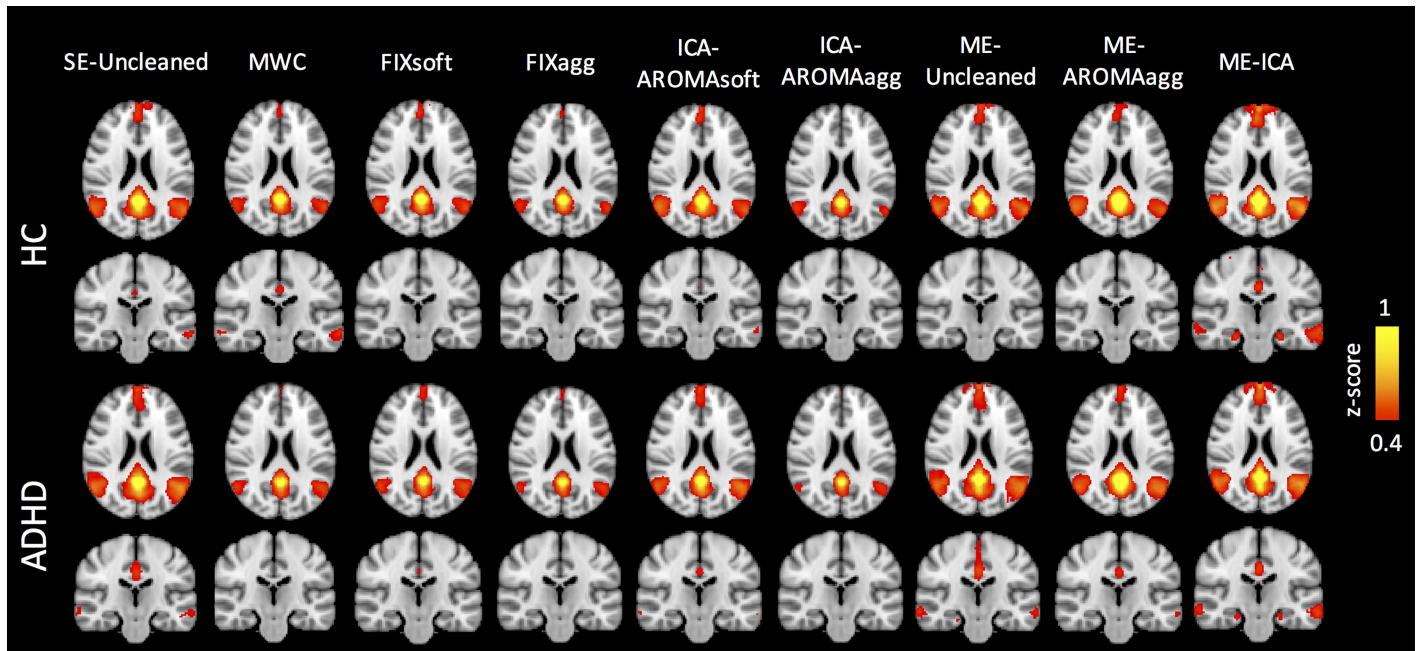 SE-Uncleaned
MWC
FIXsoft
FIXagg
ICA-
AROMAsoft
ICA-
AROMAagg
ME-
Uncleaned
ME-
AROMAagg
ME-ICA
HC
1
z-score
0.4
ADHD